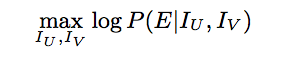 max log P(E|I_U, I_V)
I_U,I_V